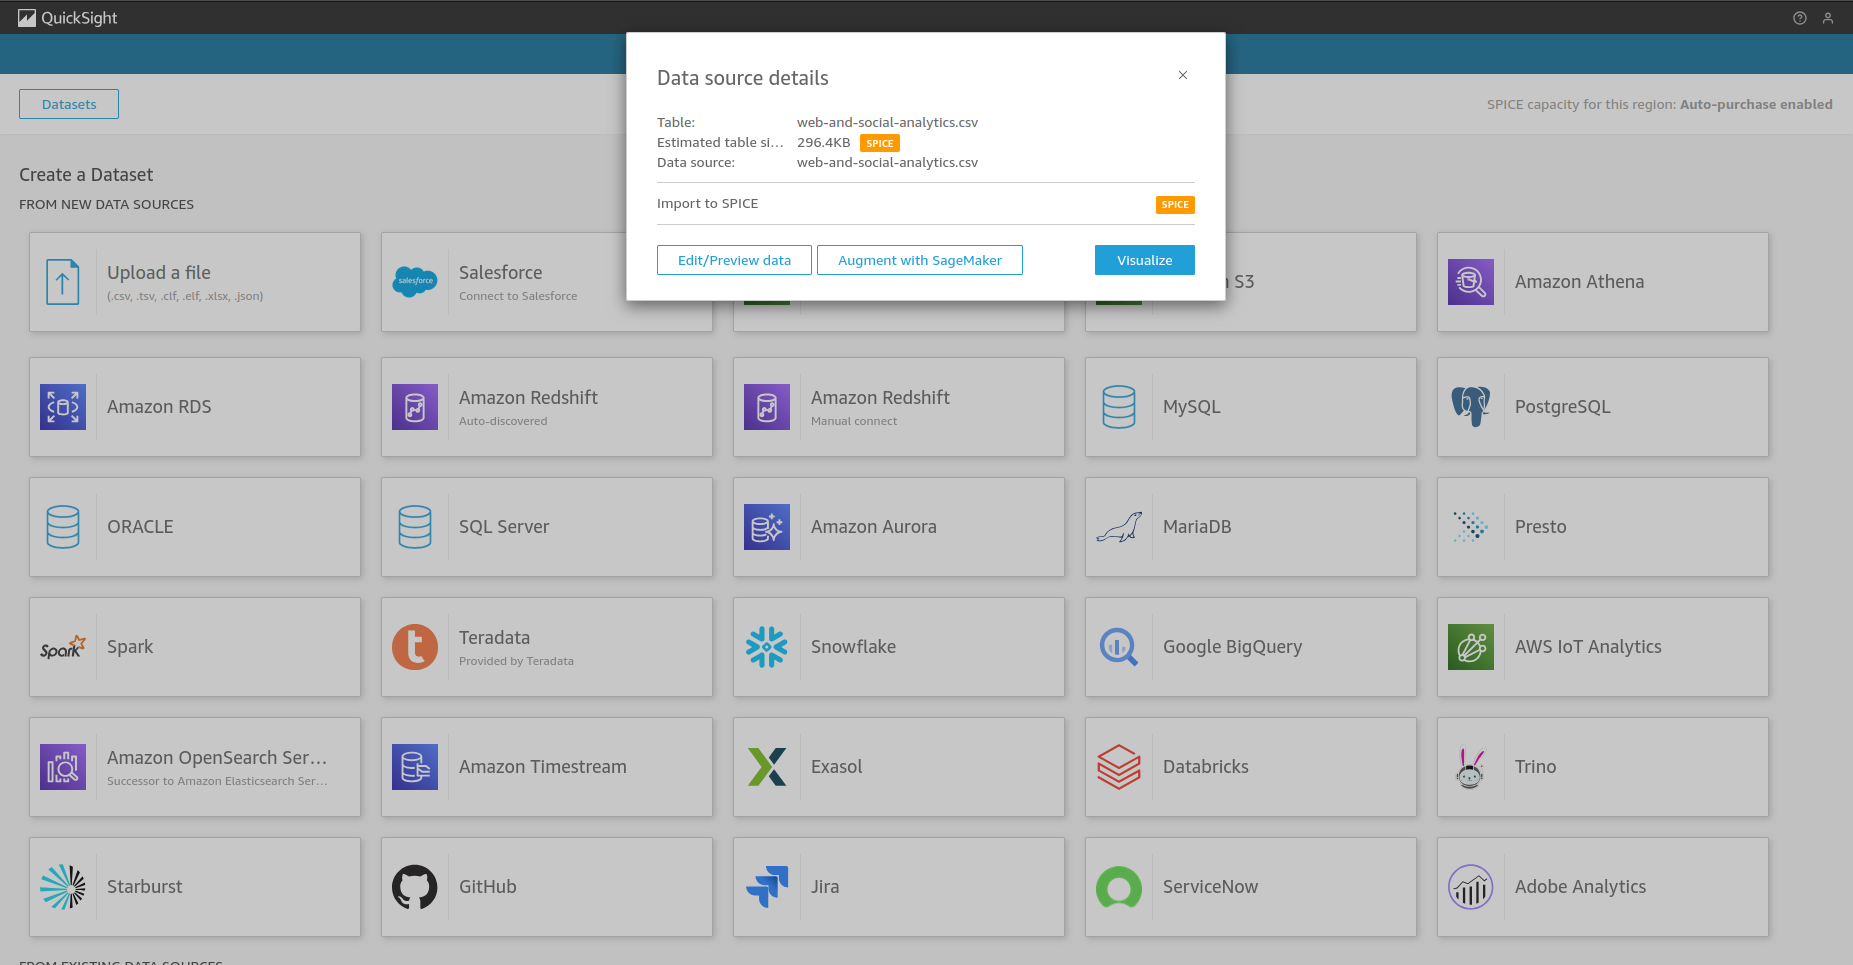 QuickSight
Data source details
Table: web-and-social-analytics.csv
Estimated table si... 296.4KB SPICE
Data source: web-and-social-analytics.csv
Import to SPICE SPICE
Edit/Preview data Augment with SageMaker Visualize
Datasets
SPICE capacity for this region: Auto-purchase enabled
Create a Dataset
FROM NEW DATA SOURCES
Upload a file
(.csv, .tsv, .clf, .elf, .xlsx, .json)
salesforce
Salesforce
Connect to Salesforce
S3
Amazon Athena
Amazon RDS
Amazon Redshift
Auto-discovered
Amazon Redshift
Manual connect
MySQL
PostgreSQL
ORACLE
SQL Server
Amazon Aurora
MariaDB
Presto
Spark
Spark
t
Teradata
Provided by Teradata
Snowflake
Google BigQuery
AWS IoT Analytics
Amazon OpenSearch Ser...
Successor to Amazon Elasticsearch Ser...
Amazon Timestream
Exasol
Databricks
Trino
Starburst
GitHub
Jira
ServiceNow
Adobe Analytics
FROM EXISTING DATA SOURCES